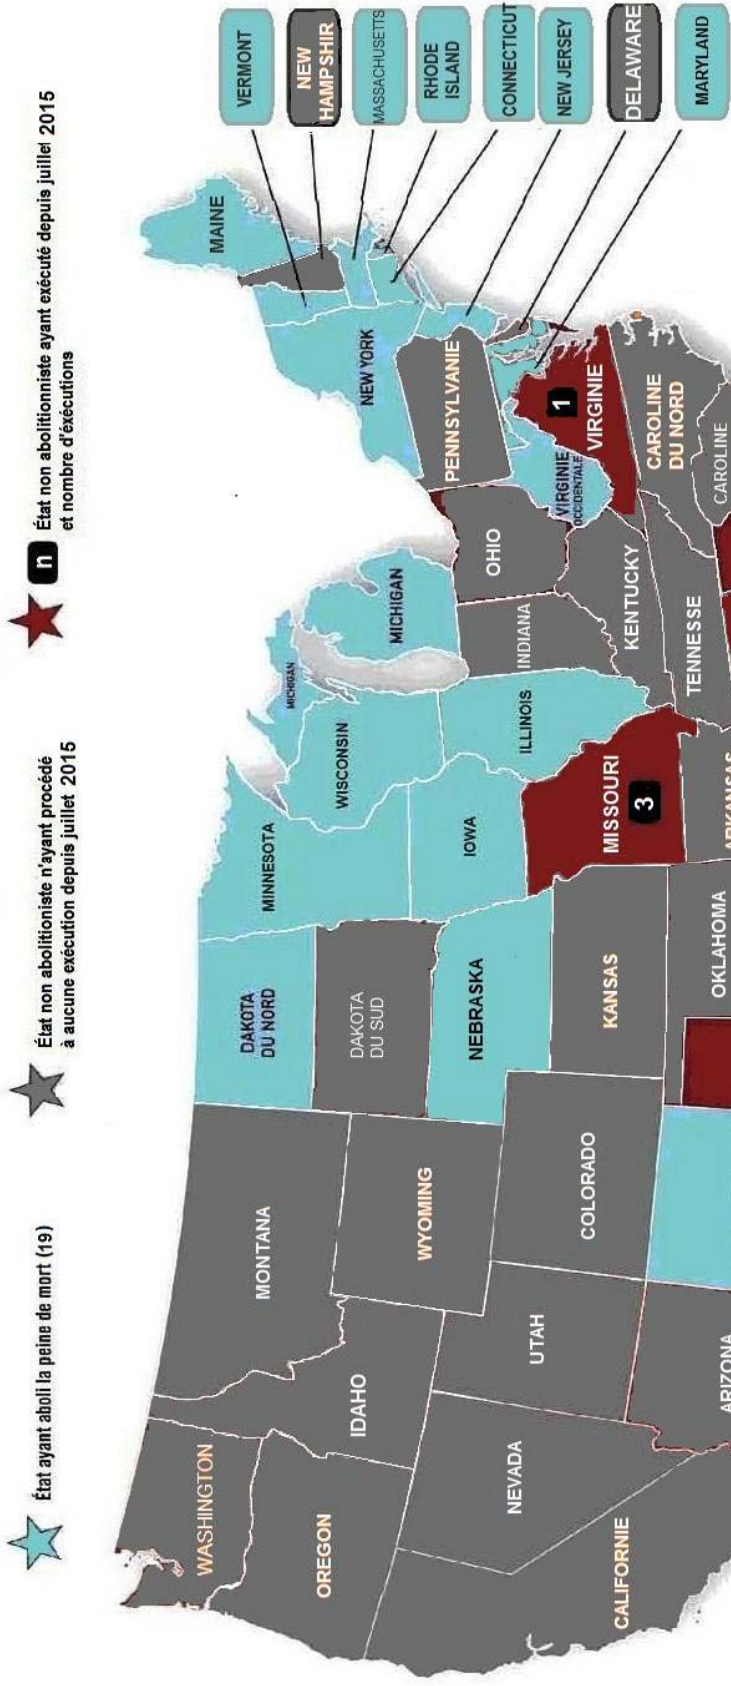 État ayant aboli la peine de mort (19)
État non abolitioniste n'ayant procédé
à aucune exécution depuis juillet 2015
n
État non abolitionniste ayant exécuté depuis juillet 2015
et nombre d'éxécutions
VERMONT
NEW
HAMPSHIR
MASSACHUSETTS
RHODE
ISLAND
CONNECTICUT
NEW JERSEY
DELAWARE
MARYLAND
WASHINGTON
MONTANA
DAKOTA
DU NORD
MINNESOTA
MICHIGAN
MAINE
OREGON
IDAHO
WYOMING
DAKOTA
DU SUD
WISCONSIN
MICHIGAN
NEW YORK
NEVADA
UTAH
COLORADO
NEBRASKA
IOWA
ILLINOIS
INDIANA
OHIO
PENNSYLVANIE
VIRGINIE
OCCIDENTALE
1
VIRGINIE
CALIFORNIE
KANSAS
MISSOURI
3
KENTUCKY
CAROLINE
DU NORD
ARIZONA
OKLAHOMA
ARKANSAS
TENNESSE
CAROLINE